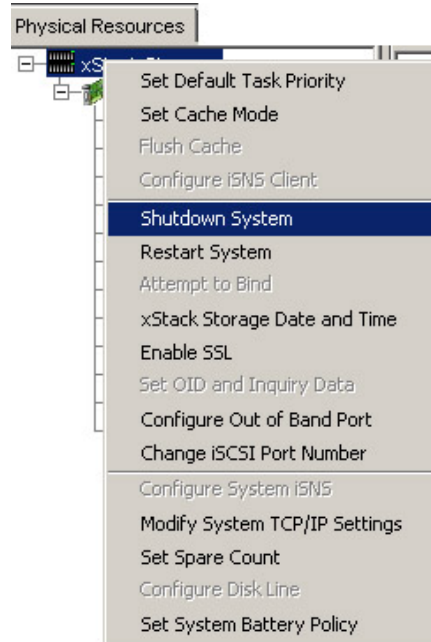 Physical Resources
Set Default Task Priority
Set Cache Mode
Flush Cache
Configure iSNS Client
Shutdown System
Restart System
Attempt to Bind
xStack Storage Date and Time
Enable SSL
Set OID and Inquiry Data
Configure Out of Band Port
Change iSCSI Port Number
Configure System iSNS
Modify System TCP/IP Settings
Set Spare Count
Configure Disk Line
Set System Battery Policy